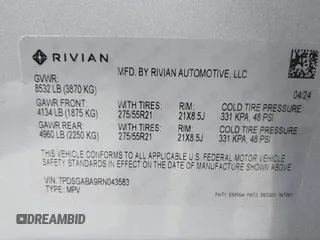 RIVIAN
MFD. BY RIVIAN AUTOMOTIVE, LLC
04/24
GVWR:
8532 LB (3870 KG)
GAWR FRONT: WITH TIRES: RIM: COLD TIRE PRESSURE:
4134 LB (1875 KG) 275/55R21 21X8.5J 331 KPA, 48 PSI
GAWR REAR: WITH TIRES: RIM: COLD TIRE PRESSURE:
4960 LB (2250 KG) 275/55R21 21X8.5J 331 KPA, 48 PSI
THIS VEHICLE CONFORMS TO ALL APPLICABLE U.S. FEDERAL MOTOR VEHICLE
SAFETY STANDARDS IN EFFECT ON THE DATE OF MANUFACTURE SHOWN ABOVE.
VIN: 7PDSGABA9RN043583
TYPE: MPV
DREAMBID